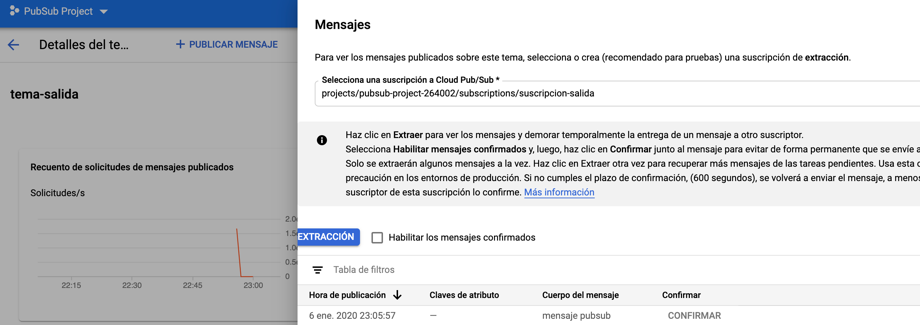 PubSub Project
Detalles del te...
PUBLICAR MENSAJE
tema-salida
Recuento de solicitudes de mensajes publicados
Solicitudes/s
22:15
22:30
22:45
23:00
Mensajes
Para ver los mensajes publicados sobre este tema, selecciona o crea (recomendado para pruebas) una suscripción de extracción.
Selecciona una suscripción a Cloud Pub/Sub *
projects/pubsub-project-264002/subscriptions/suscripcion-salida
Haz clic en Extraer para ver los mensajes y demorar temporalmente la entrega de un mensaje a otro suscriptor.
Selecciona Habilitar mensajes confirmados y, luego, haz clic en Confirmar junto al mensaje para evitar de forma permanente que se envíe a
Solo se extraerán algunos mensajes a la vez. Haz clic en Extraer otra vez para recuperar más mensajes de las tareas pendientes. Usa esta
precaución en los entornos de producción. Si no cumples el plazo de confirmación, (600 segundos), se volverá a enviar el mensaje, a menos
suscriptor de esta suscripción lo confirme. Más información
EXTRACCIÓN
Habilitar los mensajes confirmados
Tabla de filtros
Hora de publicación Claves de atributo Cuerpo del mensaje Confirmar
6 ene. 2020 23:05:57 — mensaje pubsub CONFIRMAR